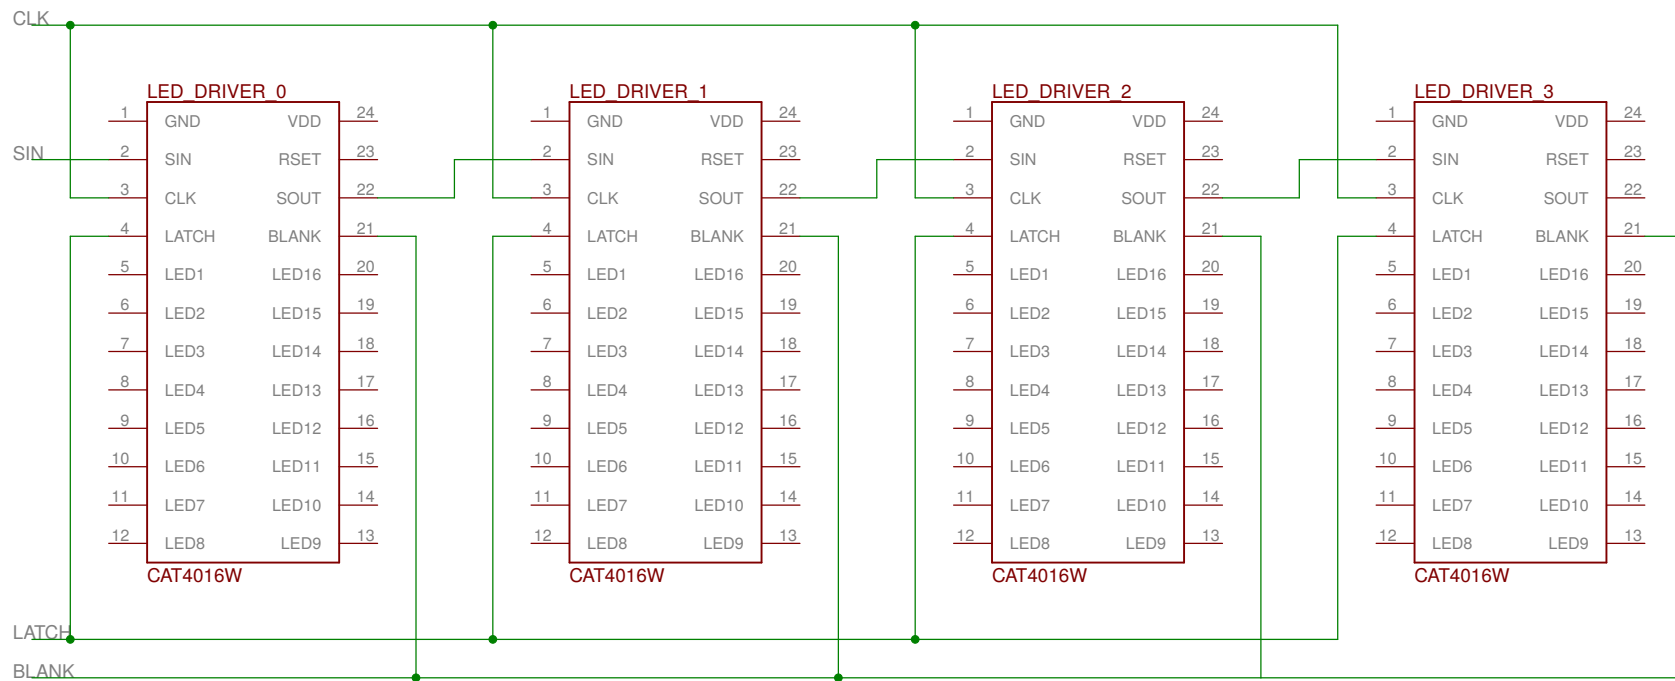 CLK
LED_DRIVER_0 LED_DRIVER_1 LED_DRIVER_2 LED_DRIVER_3
1 GND VDD 24 1 GND VDD 24 1 GND VDD 24 1 GND VDD 24
SIN 2 SIN RSET 23 2 SIN RSET 23 2 SIN RSET 23 2 SIN RSET 23
3 CLK SOUT 22 3 CLK SOUT 22 3 CLK SOUT 22 3 CLK SOUT 22
4 LATCH BLANK 21 4 LATCH BLANK 21 4 LATCH BLANK 21 4 LATCH BLANK 21
5 LED1 LED16 20 5 LED1 LED16 20 5 LED1 LED16 20 5 LED1 LED16 20
6 LED2 LED15 19 6 LED2 LED15 19 6 LED2 LED15 19 6 LED2 LED15 19
7 LED3 LED14 18 7 LED3 LED14 18 7 LED3 LED14 18 7 LED3 LED14 18
8 LED4 LED13 17 8 LED4 LED13 17 8 LED4 LED13 17 8 LED4 LED13 17
9 LED5 LED12 16 9 LED5 LED12 16 9 LED5 LED12 16 9 LED5 LED12 16
10 LED6 LED11 15 10 LED6 LED11 15 10 LED6 LED11 15 10 LED6 LED11 15
11 LED7 LED10 14 11 LED7 LED10 14 11 LED7 LED10 14 11 LED7 LED10 14
12 LED8 LED9 13 12 LED8 LED9 13 12 LED8 LED9 13 12 LED8 LED9 13
CAT4016W CAT4016W CAT4016W CAT4016W
LATCH
BLANK